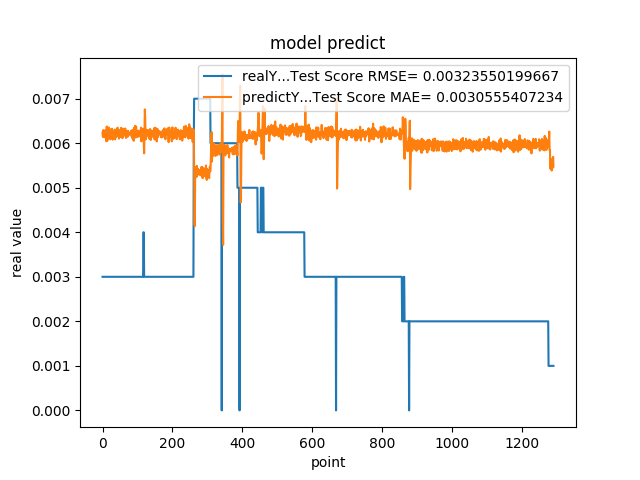 model predict
realY...Test Score RMSE= 0.00323550199667
predictY...Test Score MAE= 0.0030555407234
real value
0.007
0.006
0.005
0.004
0.003
0.002
0.001
0.000
0 200 400 600 800 1000 1200
point